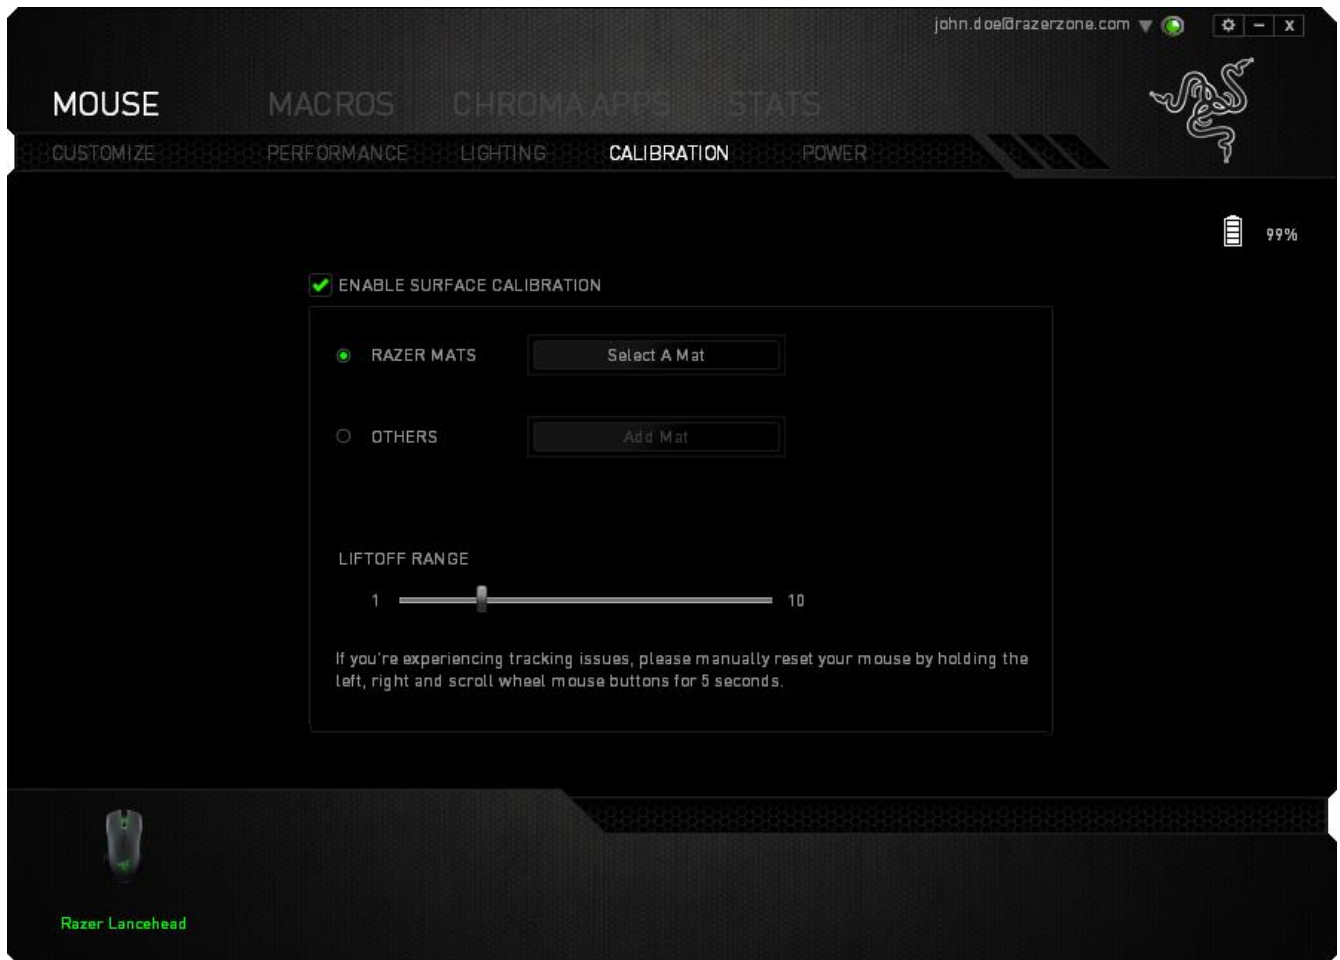 john.doe@razerzone.com
MOUSE MACROS CHROMA APPS STATS
CUSTOMIZE PERFORMANCE LIGHTING CALIBRATION POWER
99%
ENABLE SURFACE CALIBRATION
RAZER MATS Select A Mat
OTHERS Add Mat
LIFTOFF RANGE
1 10
If you're experiencing tracking issues, please manually reset your mouse by holding the
left, right and scroll wheel mouse buttons for 5 seconds.
Razer Lancehead